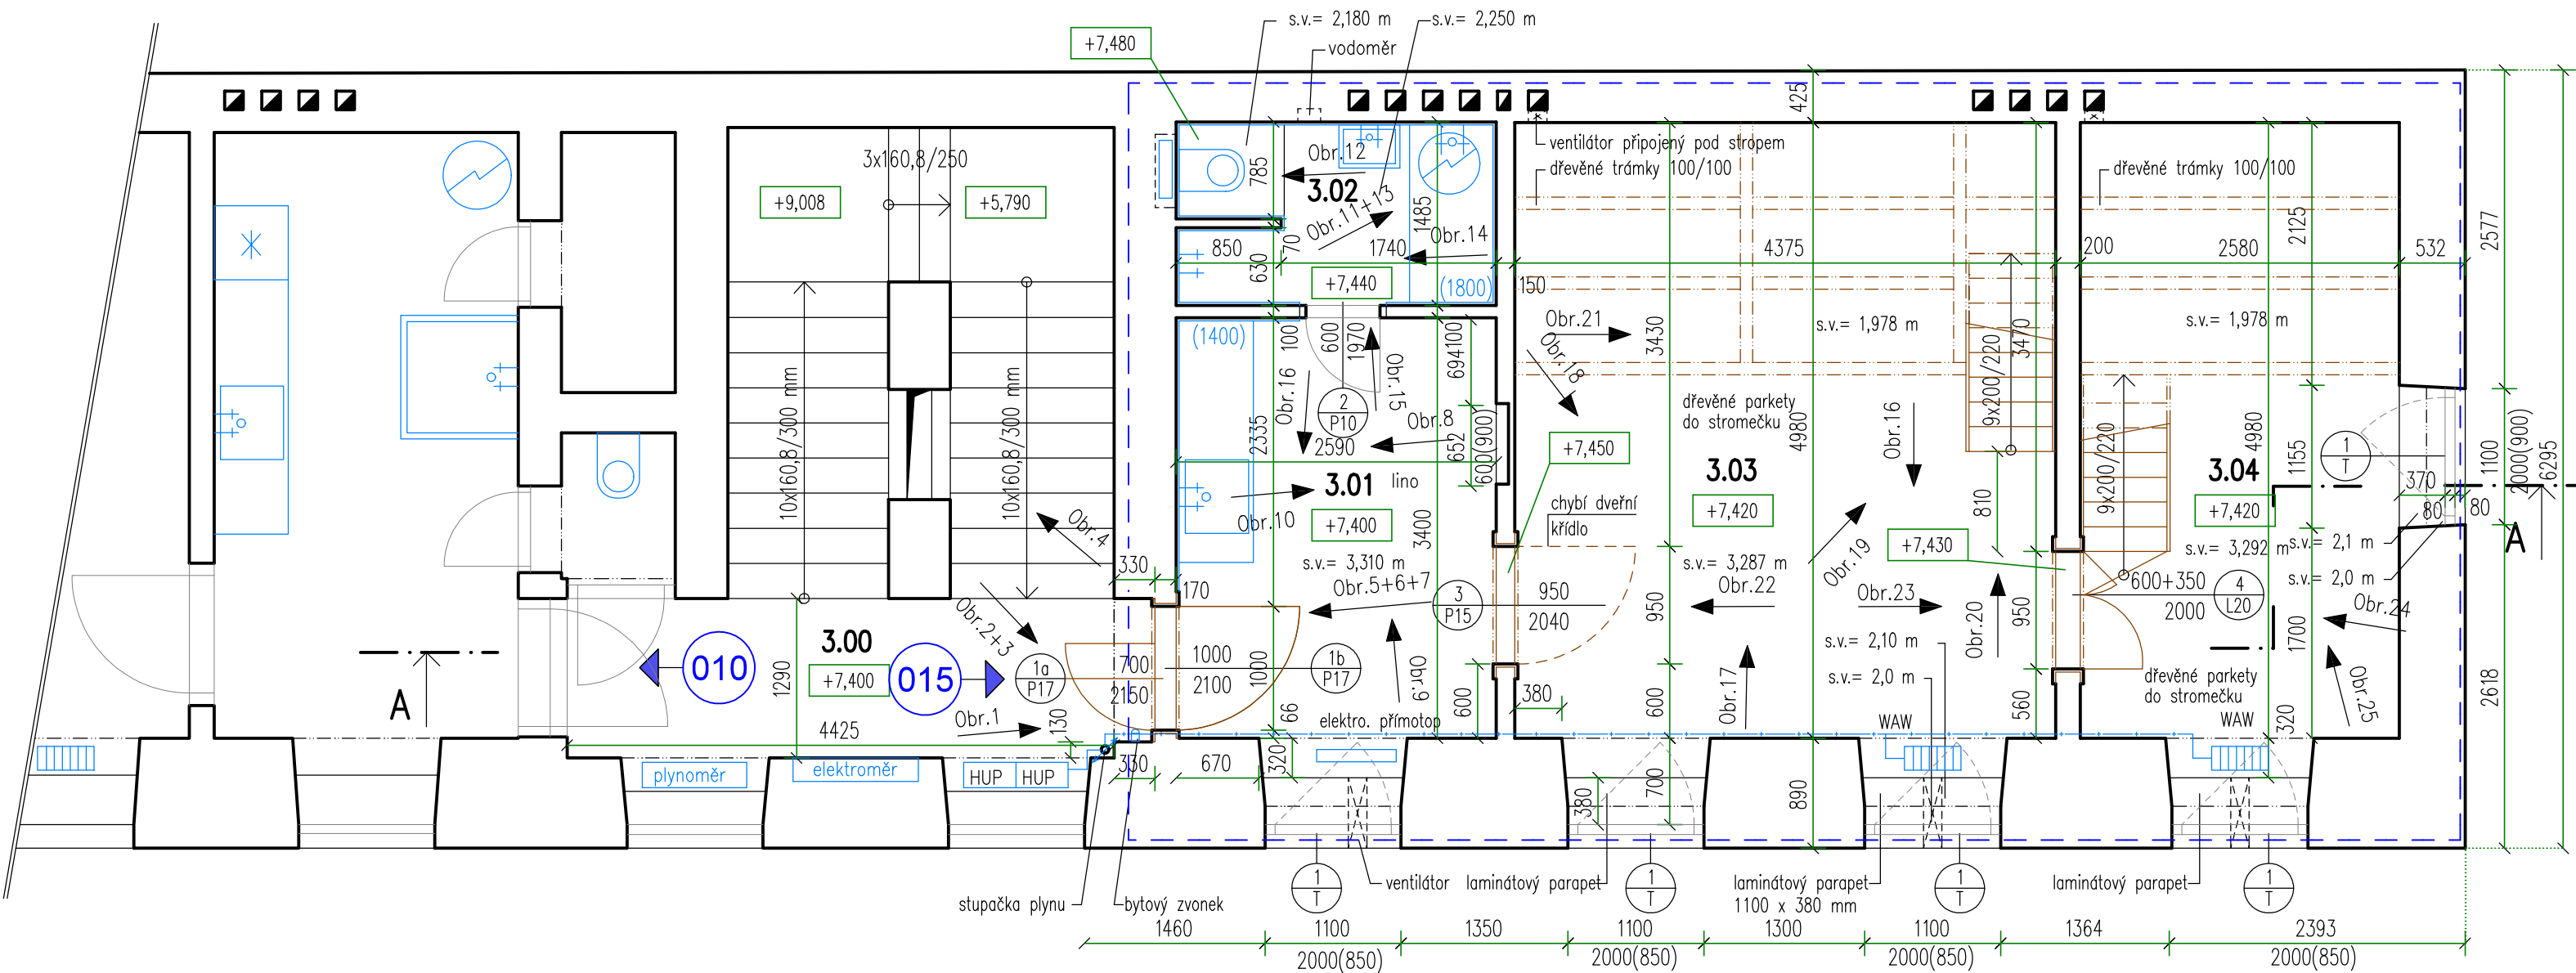 s.v.= 2,180 m
s.v.= 2,250 m
+7,480
vodoměr
425
ventilátor připojený pod stropem
dřevěné trámky 100/100
dřevěné trámky 100/100
3x160,8/250
+9,008
+5,790
785
Obr.12
3.02
Obr.11+13
1485
Obr.14
850
70
1740
630
+7,440
(1800)
150
4375
200
2580
2125
532
2577
(1400)
100
600
1970
694
100
Obr.21
Obr.18
3430
s.v.= 1,978 m
3470
9x200/220
s.v.= 1,978 m
10x160,8/300 mm
10x160,8/300 mm
2335
Obr.16
Obr.15
2
P10
Obr.8
2590
652
600(900)
dřevěné parkety
do stromečku
4980
Obr.16
4980
1155
1
T
370
1100
2000(900)
6295
+7,450
3.01
lino
3.03
3.04
9x200/220
Obr.10
+7,400
3400
chybí dveřní
křídlo
+7,420
810
+7,420
80
80
A
Obr.4
s.v.= 3,310 m
s.v.= 3,287 m
Obr.19
+7,430
s.v.= 3,292 m
s.v.= 2,1 m
s.v.= 2,0 m
330
170
Obr.5+6+7
3
P15
950
2040
950
Obr.22
Obr.23
Obr.20
950
600+350
2000
4
L20
Obr.24
1700
Obr.2+3
3.00
+7,400
010
015
1290
1a
P17
700
2150
1000
2100
1000
1b
P17
Obr.9
600
380
600
Obr.17
s.v.= 2,10 m
s.v.= 2,0 m
560
dřevěné parkety
do stromečku
Obr.25
2618
A
4425
Obr.1
130
66
elektro. přímotop
WAW
WAW
320
plynoměr
elektroměr
HUP
HUP
330
670
320
380
700
890
1
T
1
T
1
T
1
T
stupačka plynu
bytový zvonek
ventilátor
laminátový parapet
laminátový parapet
1100 x 380 mm
laminátový parapet
1460
1100
1350
1100
1300
1100
1364
2393
2000(850)
2000(850)
2000(850)
2000(850)